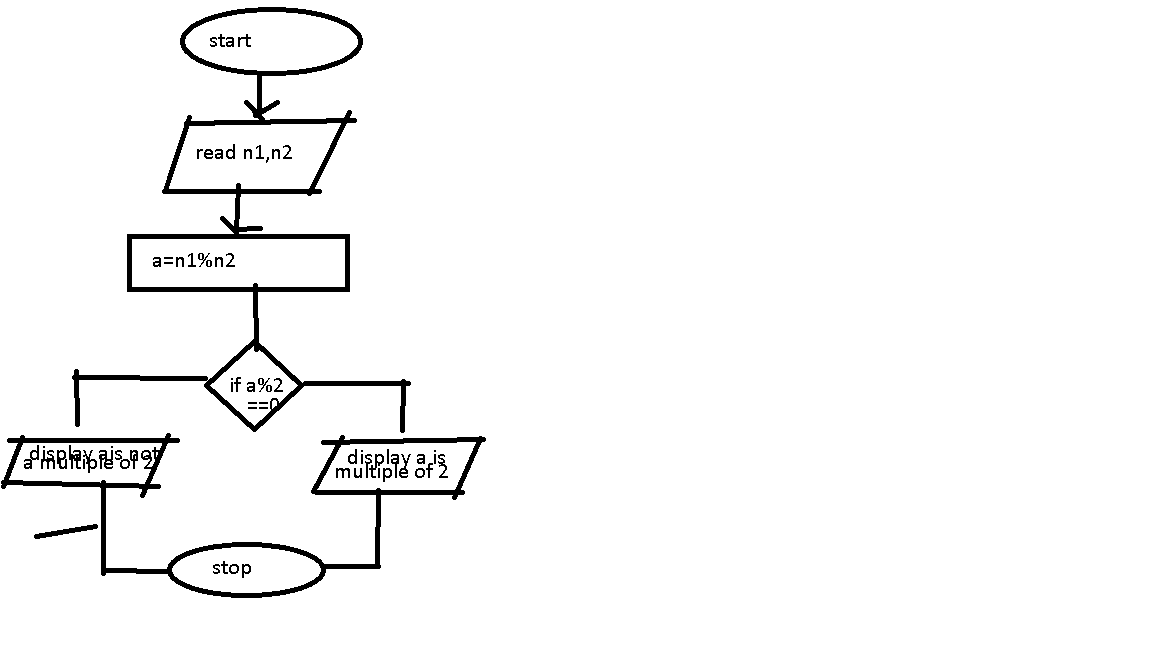 start
read n1,n2
a=n1%n2
if a%2
==0
display ais not
a multiple of 2
display a is
multiple of 2
stop